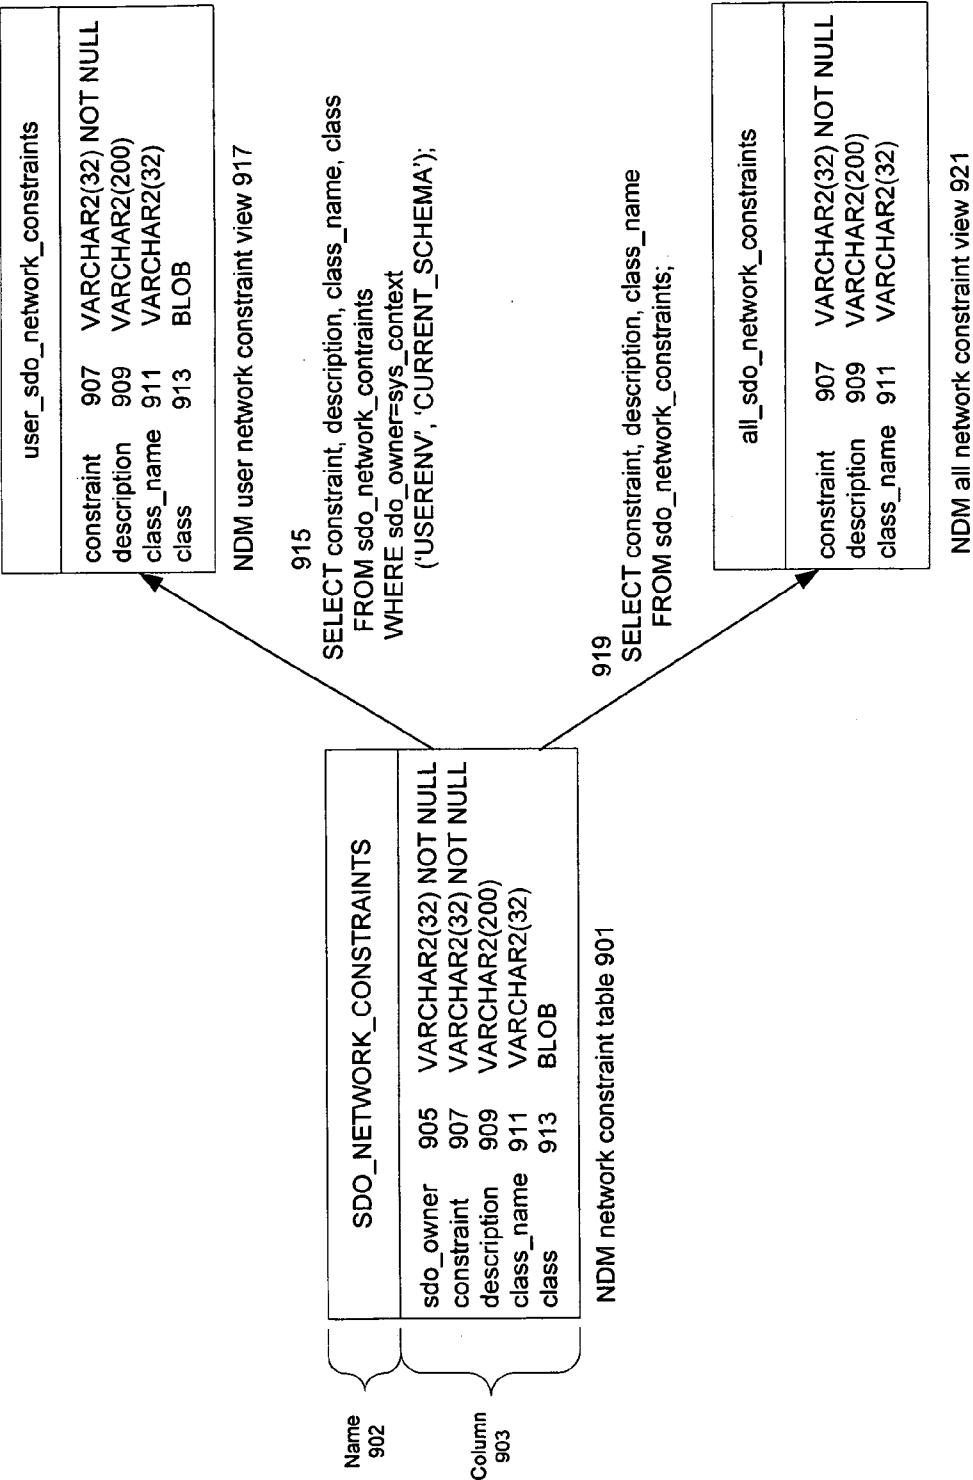 Name
902
Column
903
SDO_NETWORK_CONSTRAINTS
sdo_owner 905 VARCHAR2(32) NOT NULL
constraint 907 VARCHAR2(32) NOT NULL
description 909 VARCHAR2(200)
class_name 911 VARCHAR2(32)
class 913 BLOB
NDM network constraint table 901
user_sdo_network_constraints
constraint 907 VARCHAR2(32) NOT NULL
description 909 VARCHAR2(200)
class_name 911 VARCHAR2(32)
class 913 BLOB
NDM user network constraint view 917
915
SELECT constraint, description, class_name, class
FROM sdo_network_contraints
WHERE sdo_owner=sys_context
(‘USERENV’, ‘CURRENT_SCHEMA’);
919
SELECT constraint, description, class_name
FROM sdo_network_constraints;
all_sdo_network_constraints
constraint 907 VARCHAR2(32) NOT NULL
description 909 VARCHAR2(200)
class_name 911 VARCHAR2(32)
NDM all network constraint view 921